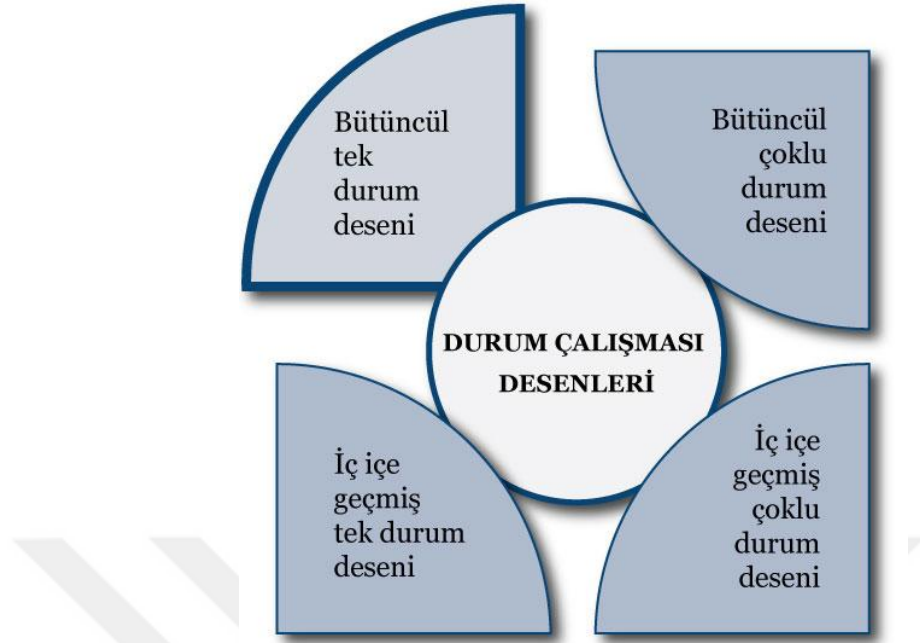 Bütüncül
tek
durum
deseni
Bütüncül
çoklu
durum
deseni
DURUM ÇALIŞMASI
DESENLERİ
İç içe
geçmiş
tek durum
deseni
İç içe
geçmiş
çoklu
durum
deseni